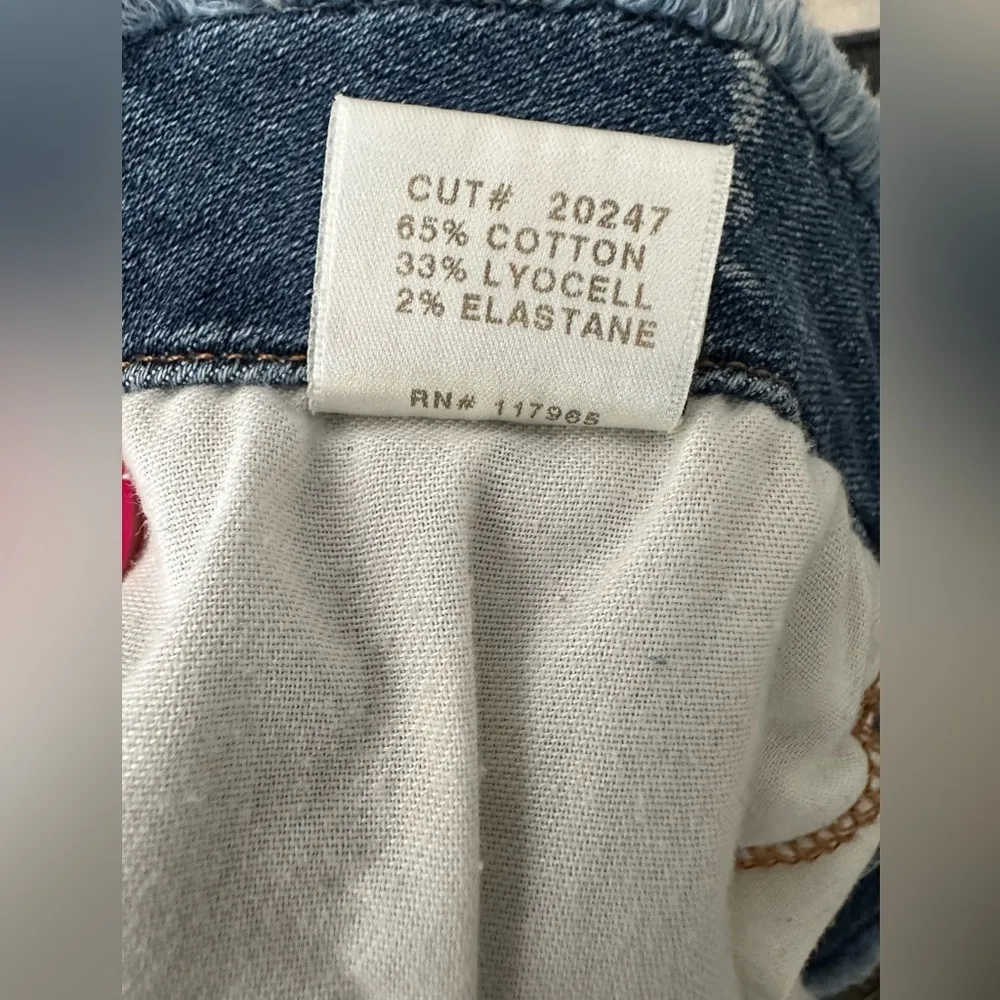 CUT# 20247
65% COTTON
33% LYOCELL
2% ELASTANE
RN# 117965